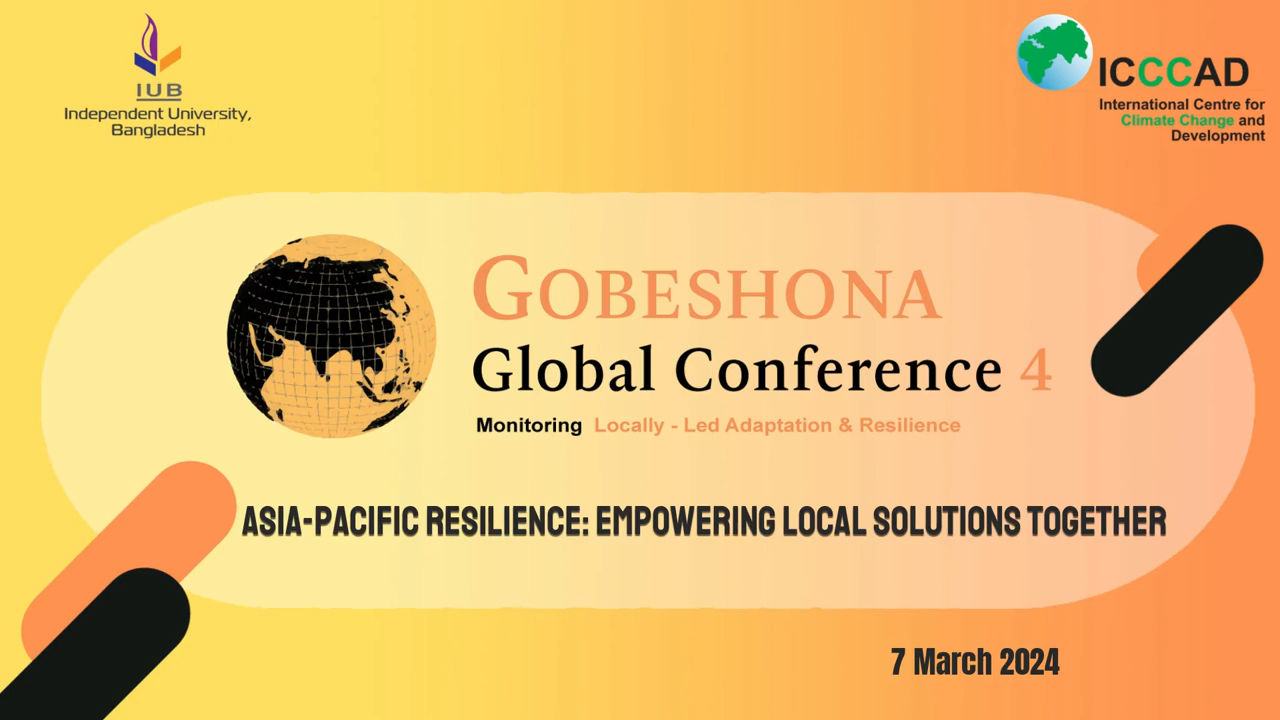 IUB
Independent University,
Bangladesh
ICCCAD
International Centre for
Climate Change and
Development
GOBESHONA
Global Conference 4
Monitoring Locally - Led Adaptation & Resilience
ASIA-PACIFIC RESILIENCE: EMPOWERING LOCAL SOLUTIONS TOGETHER
7 March 2024